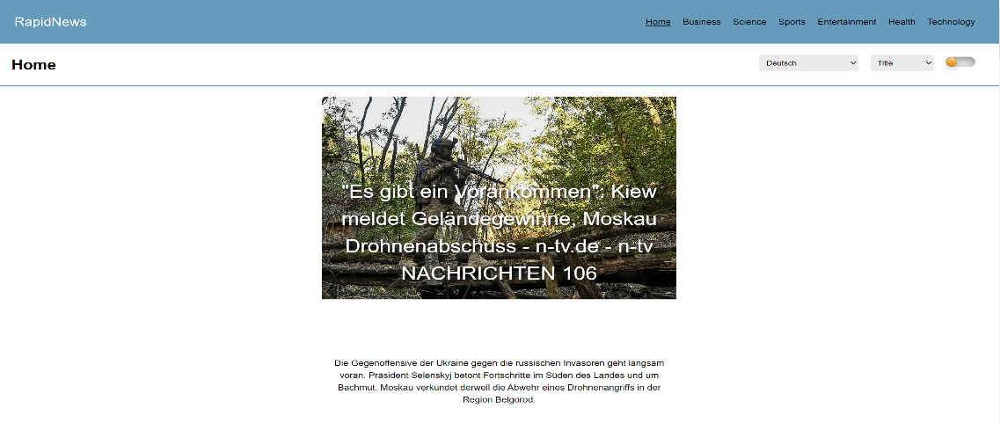 RapidNews
Home Business Science Sports Entertainment Health Technology
Home
Deutsch Title
"Es gibt ein Vorankommen": Kiew
meldet Geländegewinne, Moskau
Drohnenabschuss - n-tv.de - n-tv
NACHRICHTEN 106
Die Gegenoffensive der Ukraine gegen die russischen Invasoren geht langsam
voran. Präsident Selenskyj betont Fortschritte im Süden des Landes und um
Bachmut. Moskau verkündet derweil die Abwehr eines Drohnenangriffs in der
Region Belgorod.